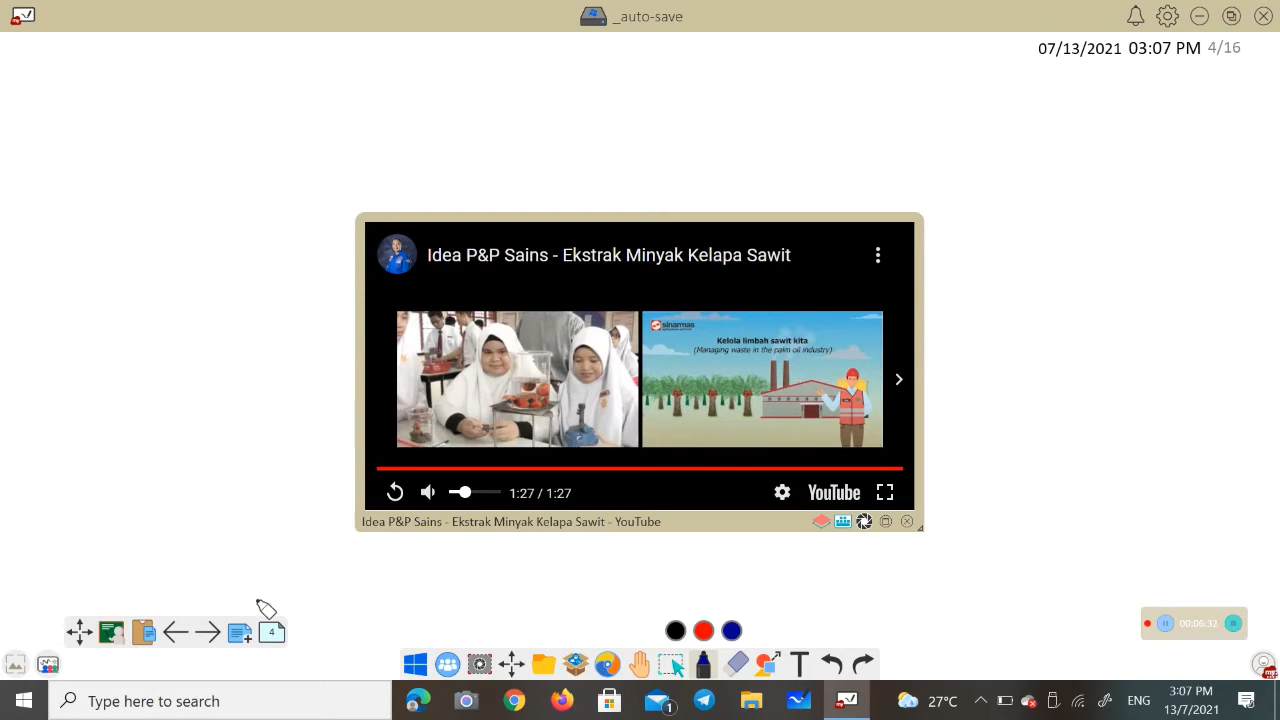 _auto-save
07/13/2021 03:07 PM 4/16
Idea P&P Sains - Ekstrak Minyak Kelapa Sawit
sinarmas
Kelola limbah sawit kita
(Managing waste in the palm oil industry)
1:27 / 1:27
YouTube
Idea P&P Sains - Ekstrak Minyak Kelapa Sawit - YouTube
4
00:06:32
T
Type here to search
1
27°C
ENG
3:07 PM
13/7/2021